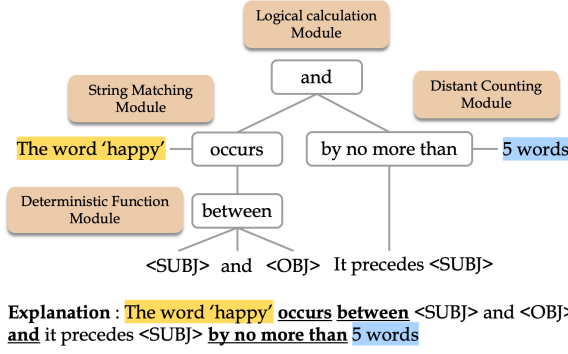 Logical calculation
Module
and
String Matching
Module
Distant Counting
Module
The word ‘happy’ occurs by no more than 5 words
Deterministic Function
Module
between
<SUBJ> and <OBJ> It precedes <SUBJ>
Explanation : The word ‘happy’ occurs between <SUBJ> and <OBJ>
and it precedes <SUBJ> by no more than 5 words